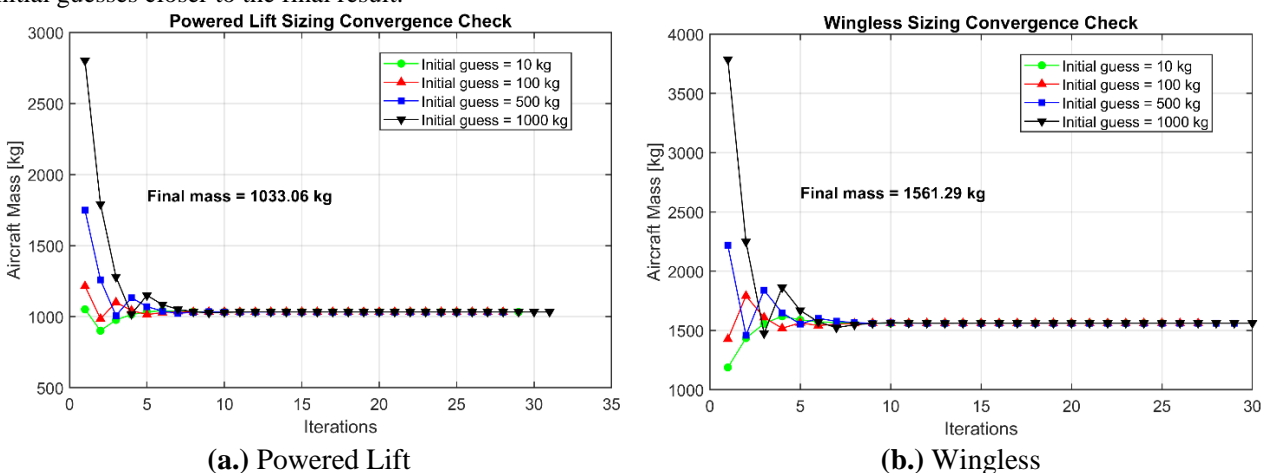 initial guesses closer to the final result.
Powered Lift Sizing Convergence Check
3000
2500
2000
1500
1000
500
Aircraft Mass [kg]
Initial guess = 10 kg
Initial guess = 100 kg
Initial guess = 500 kg
Initial guess = 1000 kg
Final mass = 1033.06 kg
0 5 10 15 20 25 30 35
Iterations
(a.) Powered Lift
Wingless Sizing Convergence Check
4000
3500
3000
2500
2000
1500
1000
Aircraft Mass [kg]
Initial guess = 10 kg
Initial guess = 100 kg
Initial guess = 500 kg
Initial guess = 1000 kg
Final mass = 1561.29 kg
0 5 10 15 20 25 30
Iterations
(b.) Wingless